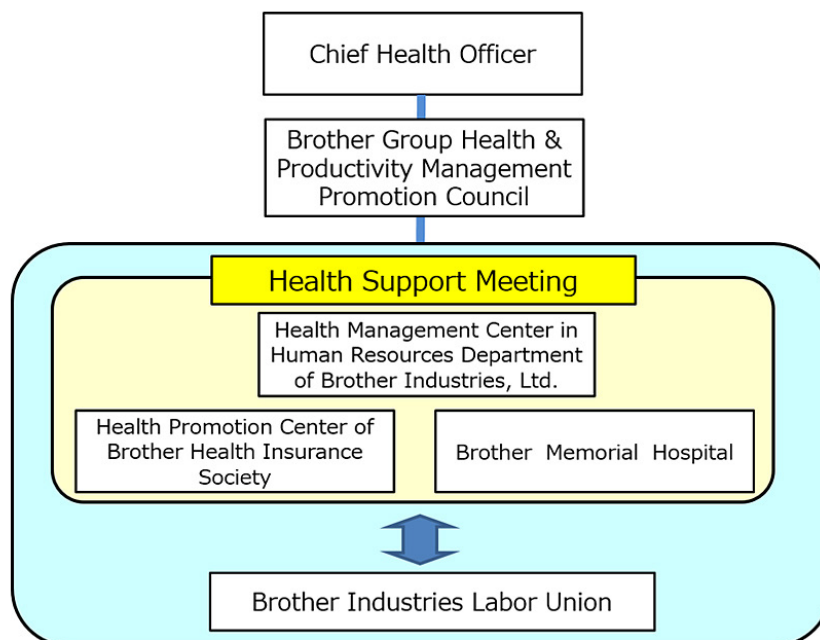 Chief Health Officer
Brother Group Health &
Productivity Management
Promotion Council
Health Support Meeting
Health Management Center in
Human Resources Department
of Brother Industries, Ltd.
Health Promotion Center of
Brother Health Insurance
Society
Brother Memorial Hospital
Brother Industries Labor Union